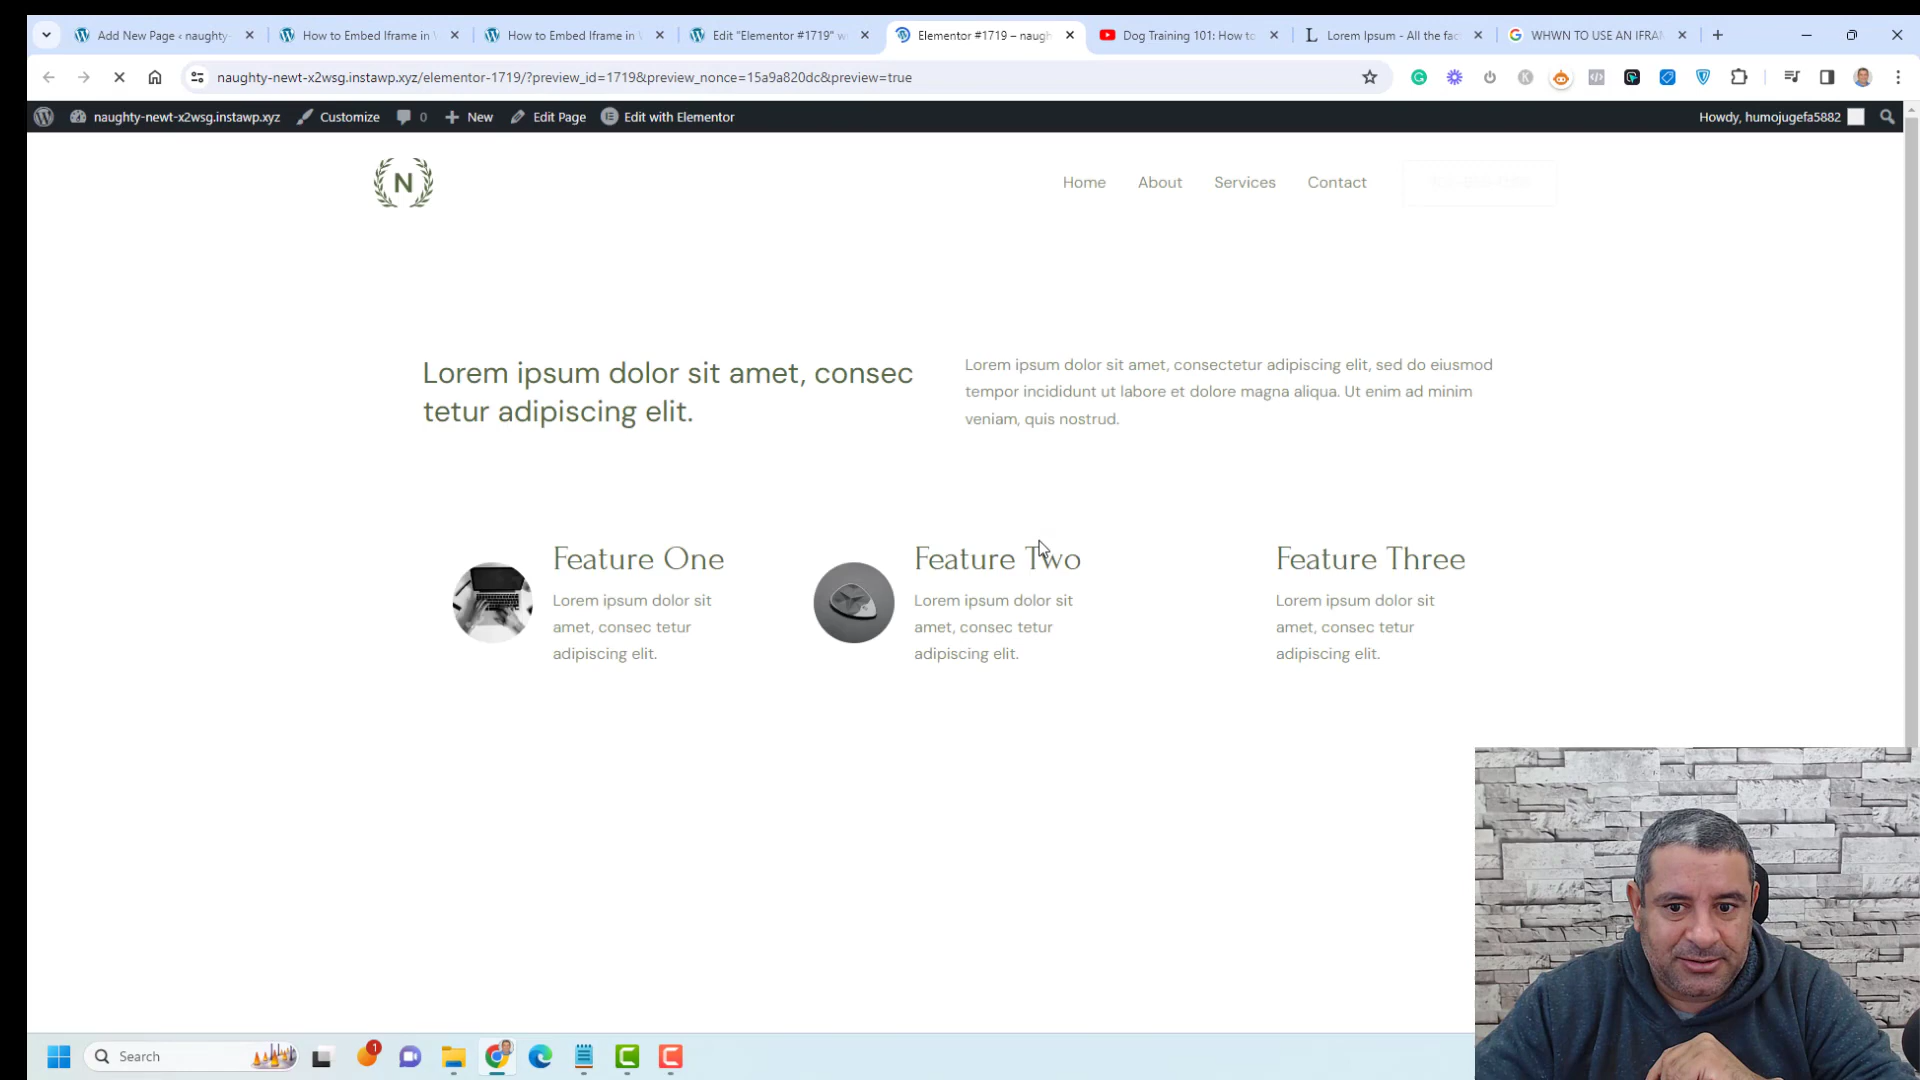 Add New Page ‹ naughty-
How to Embed Iframe in
How to Embed Iframe in
Edit "Elementor #1719" w
Elementor #1719 – naugh
Dog Training 101: How to
Lorem Ipsum - All the fac
WHWN TO USE AN IFRAM
naughty-newt-x2wsg.instawp.xyz/elementor-1719/?preview_id=1719&preview_nonce=15a9a820dc&preview=true
naughty-newt-x2wsg.instawp.xyz
Customize
0
New
Edit Page
Edit with Elementor
Howdy, humojugefa5882
N
Home
About
Services
Contact
Lorem ipsum dolor sit amet, consec
tetur adipiscing elit.
Lorem ipsum dolor sit amet, consectetur adipiscing elit, sed do eiusmod
tempor incididunt ut labore et dolore magna aliqua. Ut enim ad minim
veniam, quis nostrud.
Feature One
Lorem ipsum dolor sit
amet, consec tetur
adipiscing elit.
Feature Two
Lorem ipsum dolor sit
amet, consec tetur
adipiscing elit.
Feature Three
Lorem ipsum dolor sit
amet, consec tetur
adipiscing elit.
Search
1